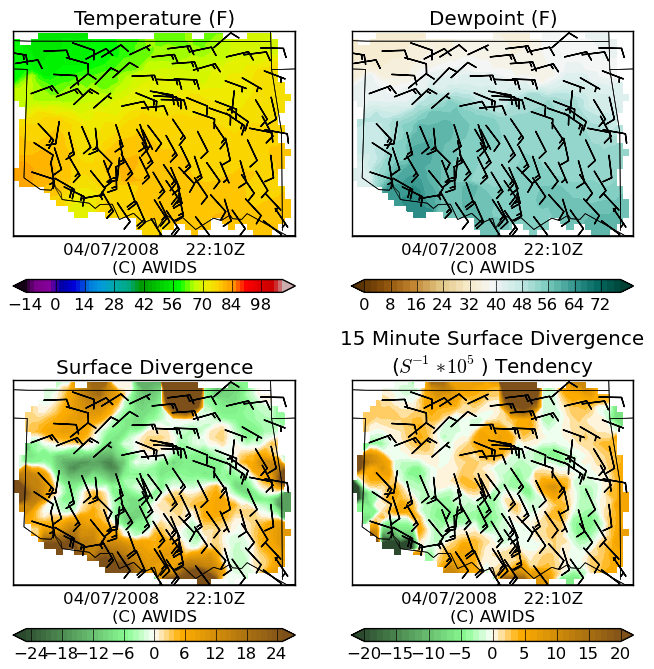 Temperature (F)
Dewpoint (F)
04/07/2008 22:10Z
(C) AWIDS
−14 0 14 28 42 56 70 84 98
04/07/2008 22:10Z
(C) AWIDS
0 8 16 24 32 40 48 56 64 72
Surface Divergence
15 Minute Surface Divergence
(S⁻¹ *10⁵ ) Tendency
04/07/2008 22:10Z
(C) AWIDS
−24 −18 −12 −6 0 6 12 18 24
04/07/2008 22:10Z
(C) AWIDS
−20 −15 −10 −5 0 5 10 15 20